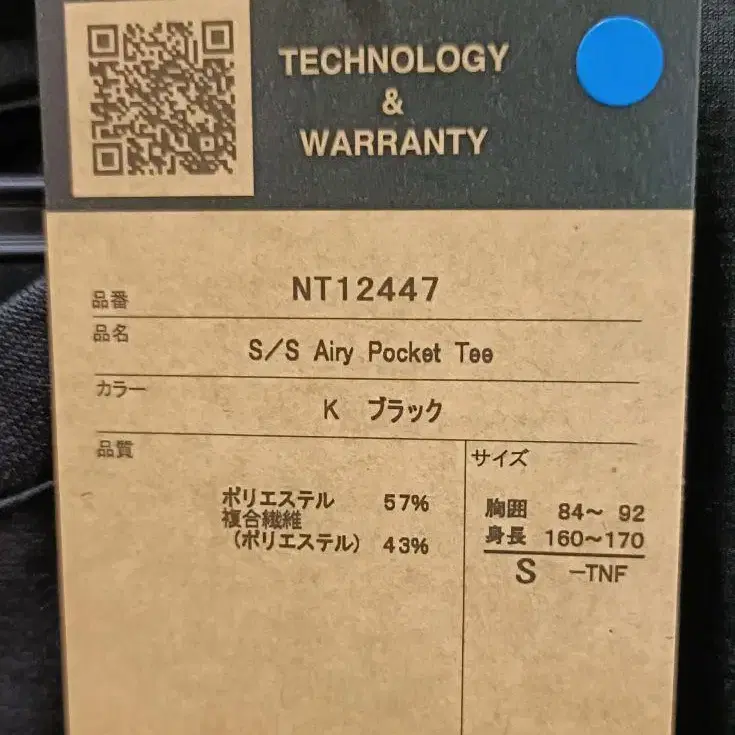 TECHNOLOGY
&
WARRANTY
品番 NT12447
品名 S/S Airy Pocket Tee
カラー K ブラック
品質
ポリエステル 57%
複合繊維
(ポリエステル) 43%
サイズ
胸囲 84~ 92
身長 160~170
S -TNF